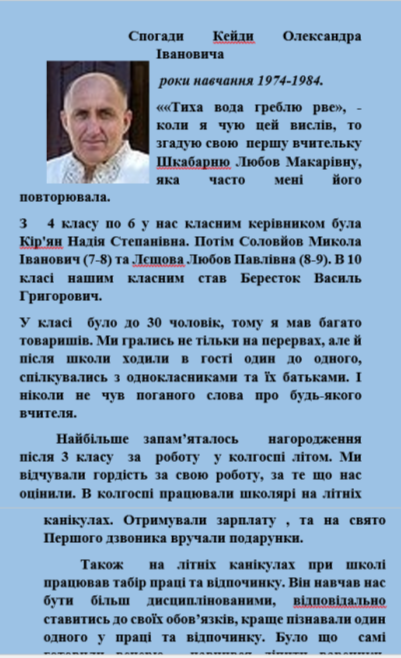 Спогади Кейди Олександра
Івановича
роки навчання 1974-1984.
««Тиха вода греблю рве», -
коли я чую цей вислів, то
згадую свою першу вчительку
Шкабарню Любов Макарівну,
яка часто мені його
повторювала.
З 4 класу по 6 у нас класним керівником була
Кір'ян Надія Степанівна. Потім Соловйов Микола
Іванович (7-8) та Лєщова Любов Павлівна (8-9). В 10
класі нашим класним став Бересток Василь
Григорович.
У класі було до 30 чоловік, тому я мав багато
товаришів. Ми грались не тільки на перервах, але й
після школи ходили в гості один до одного,
спілкувались з однокласниками та їх батьками. І
ніколи не чув поганого слова про будь-якого
вчителя.
Найбільше запам’яталось нагородження
після 3 класу за роботу у колгоспі літом. Ми
відчували гордість за свою роботу, за те що нас
оцінили. В колгоспі працювали школярі на літніх
канікулах. Отримували зарплату , та на свято
Першого дзвоника вручали подарунки.
Також на літніх канікулах при школі
працював табір праці та відпочинку. Він навчав нас
бути більш дисциплінованими, відповідально
ставитись до своїх обов’язків, краще пізнавали один
одного у праці та відпочинку. Було що самі